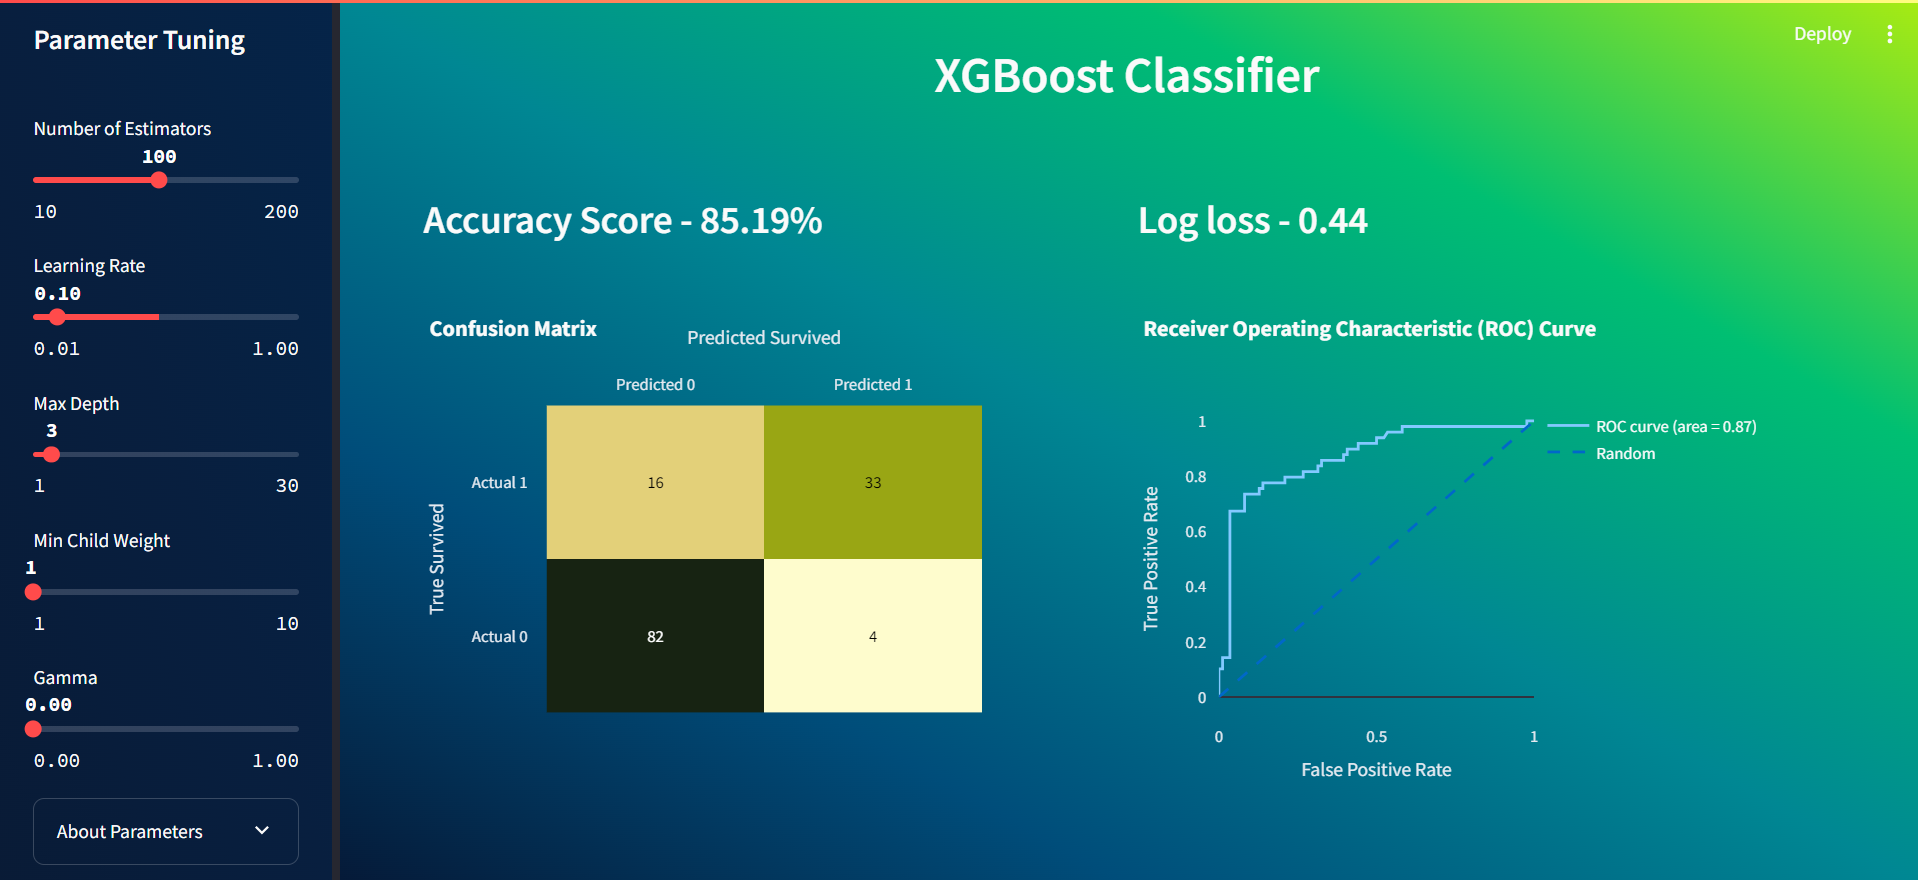 Parameter Tuning
Number of Estimators
100
10 200
Learning Rate
0.10
0.01 1.00
Max Depth
3
1 30
Min Child Weight
1
1 10
Gamma
0.00
0.00 1.00
About Parameters
Deploy
XGBoost Classifier
Accuracy Score - 85.19%
Log loss - 0.44
Confusion Matrix
Predicted Survived
Predicted 0 Predicted 1
True Survived
Actual 1 16 33
Actual 0 82 4
Receiver Operating Characteristic (ROC) Curve
True Positive Rate
1
0.8
0.6
0.4
0.2
0
0 0.5 1
False Positive Rate
ROC curve (area = 0.87)
Random